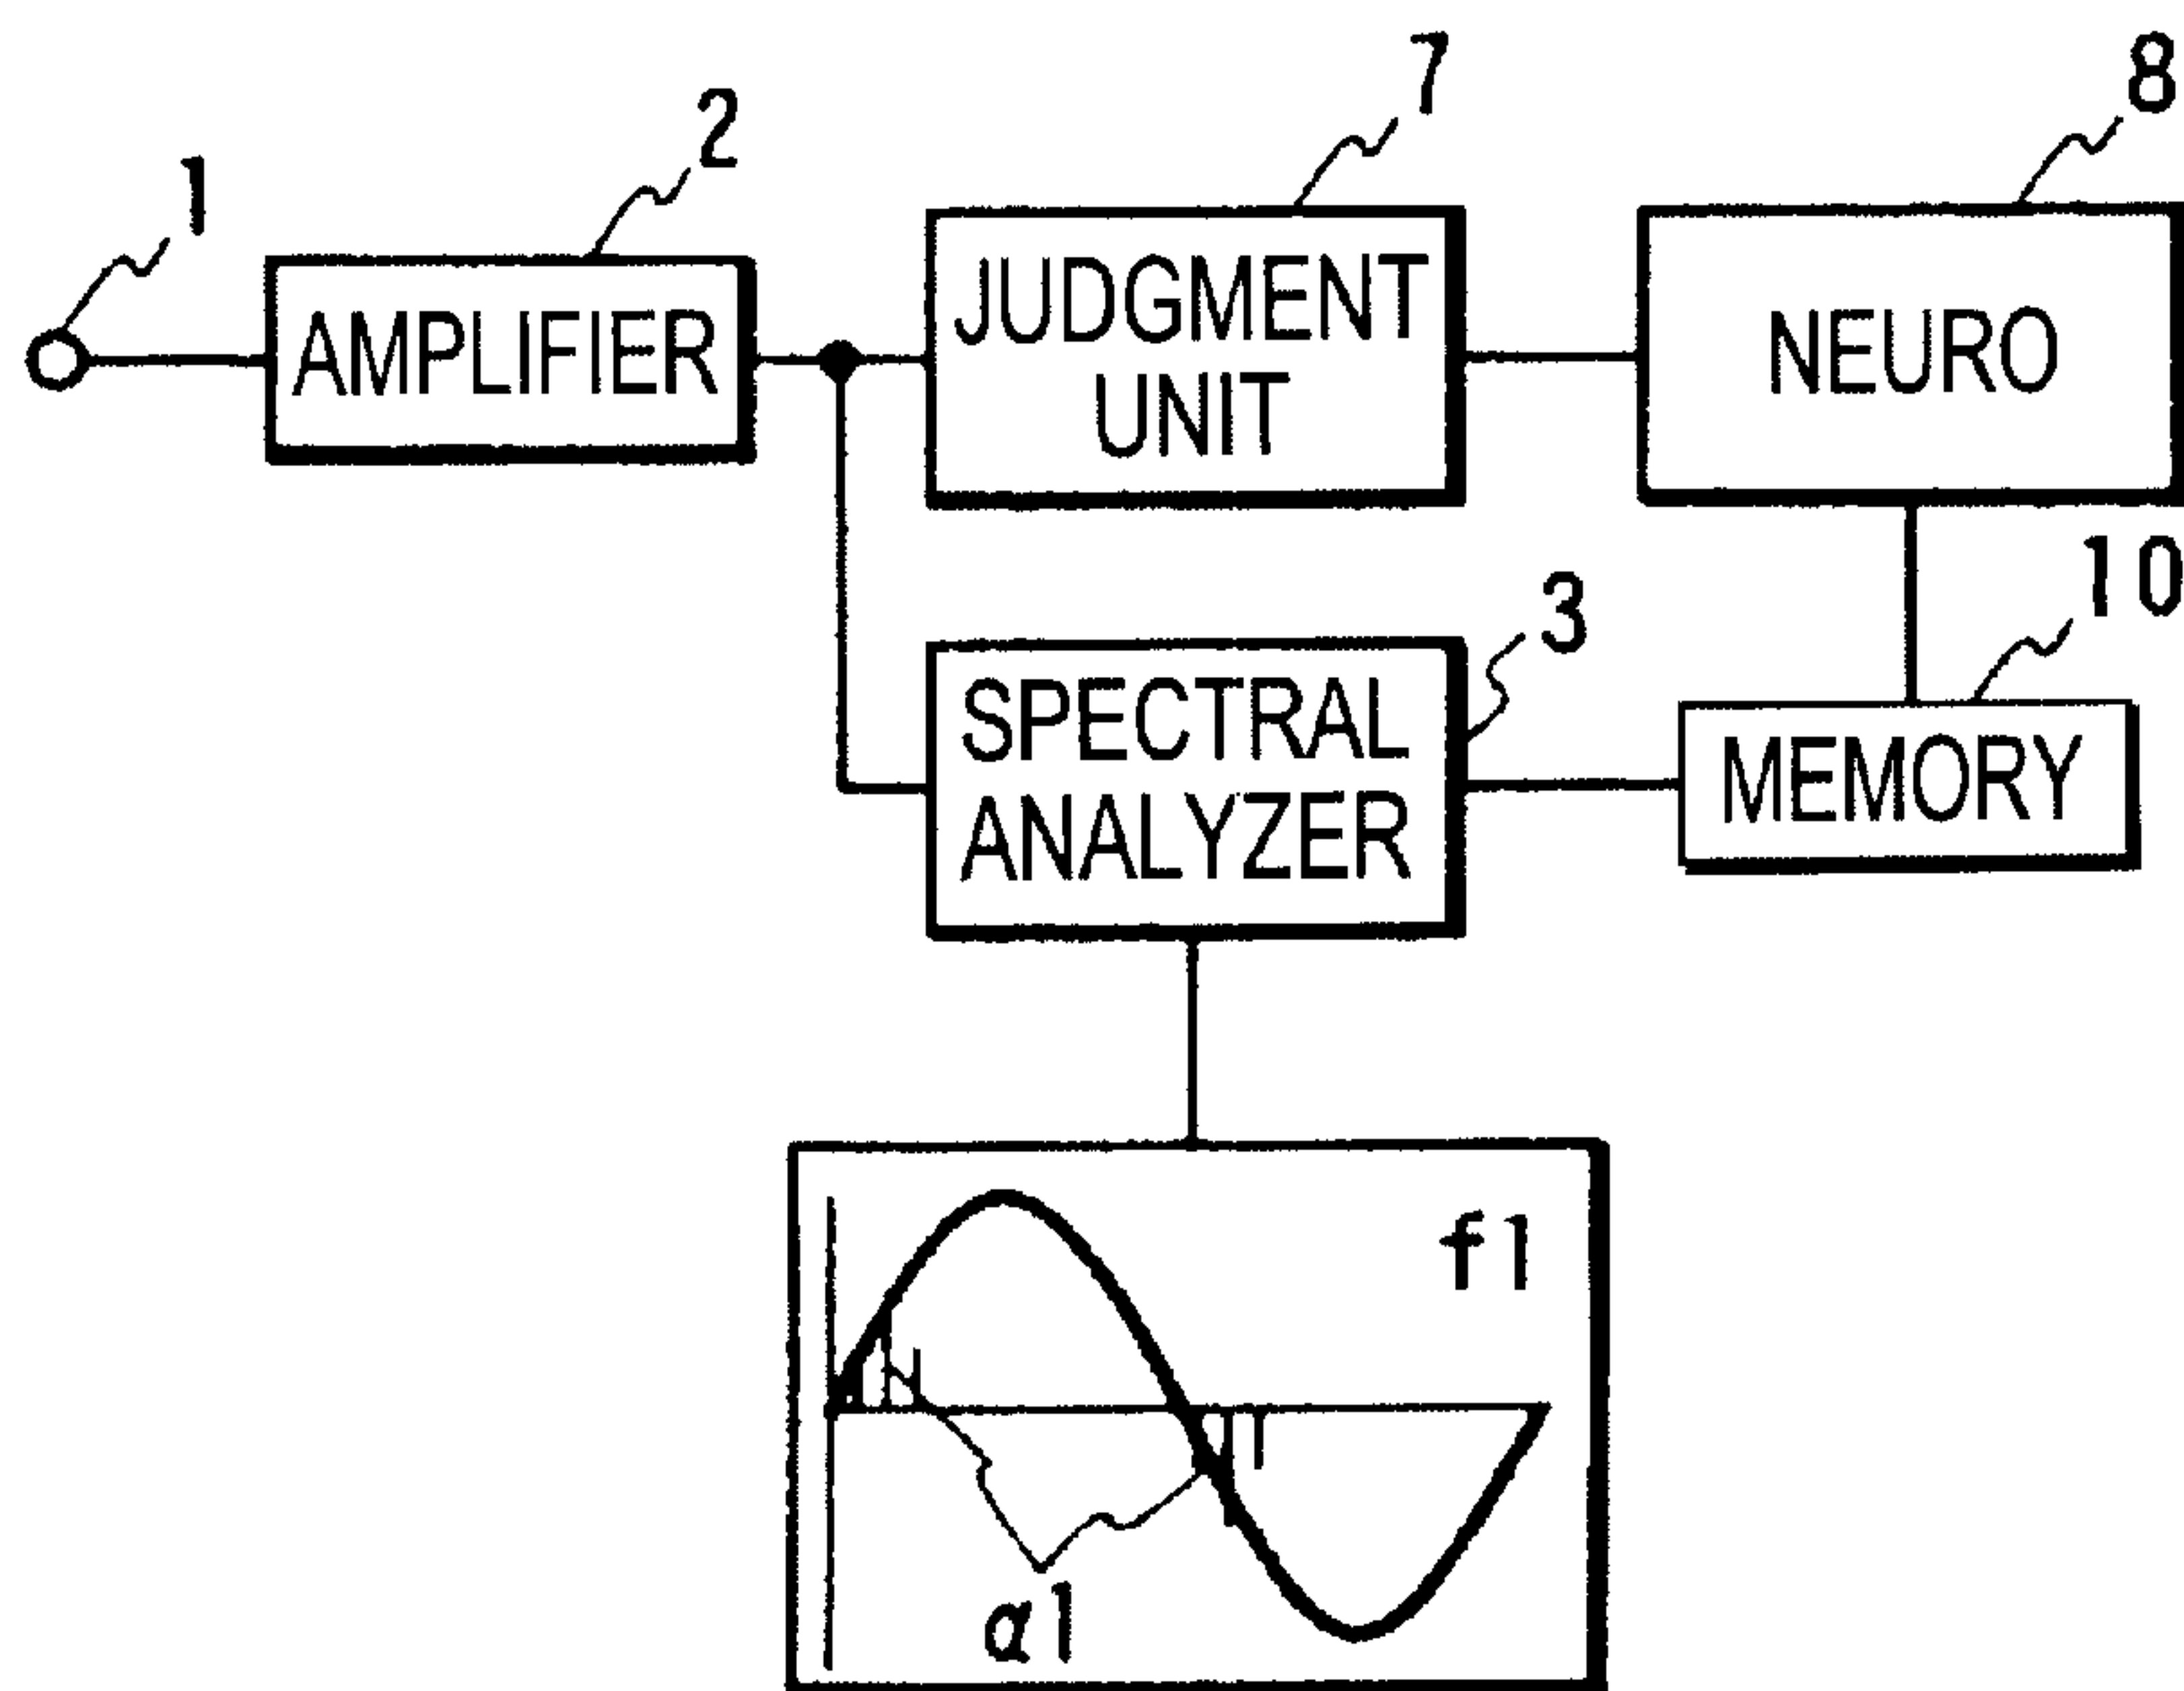 1
2
7
8
AMPLIFIER
JUDGMENT
UNIT
NEURO
3
10
SPECTRAL
ANALYZER
MEMORY
f1
α1